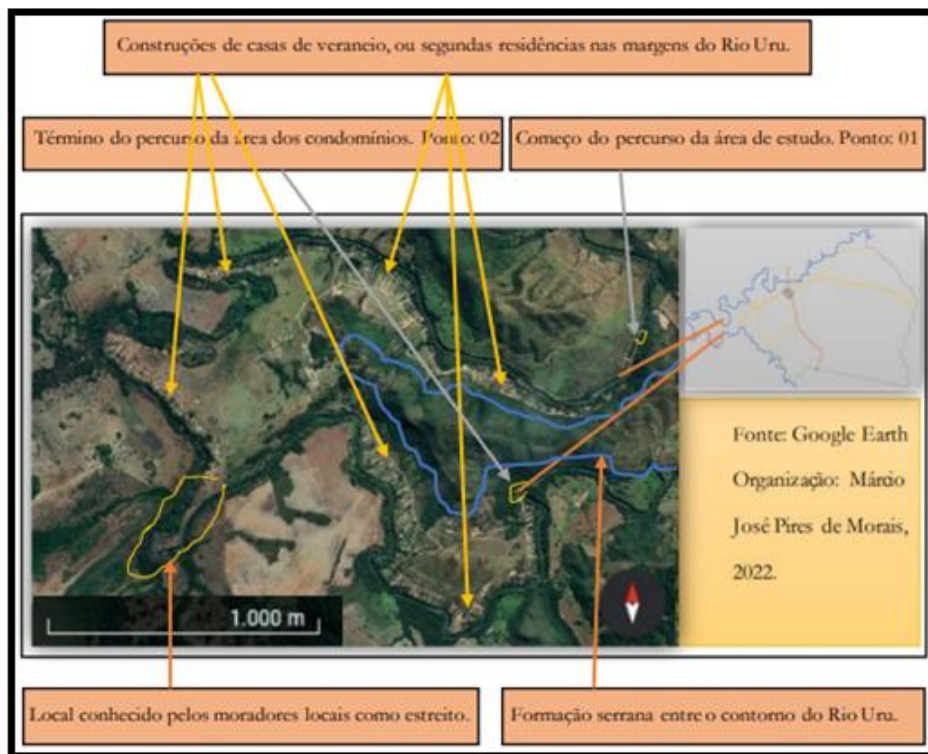 Construções de casas de veraneio, ou segundas residências nas margens do Rio Uru.
Término do percurso da área dos condomínios. Ponto: 02
Começo do percurso da área de estudo. Ponto: 01
Fonte: Google Earth
Organização: Márcio
José Pires de Morais,
2022.
1.000 m
Local conhecido pelos moradores locais como estreito.
Formação serrana entre o contorno do Rio Uru.